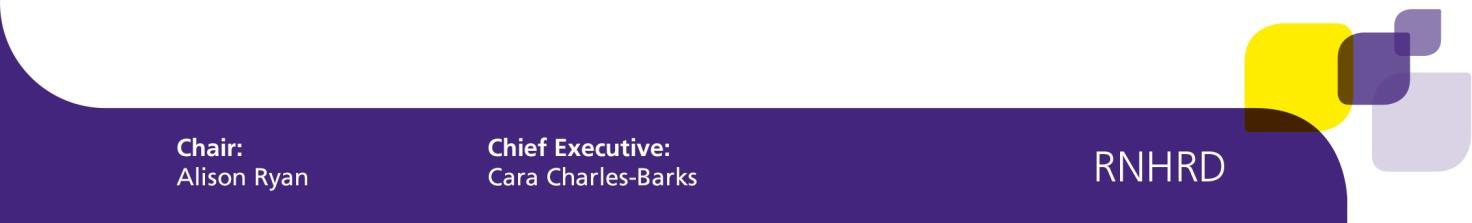 Chair:
Alison Ryan
Chief Executive:
Cara Charles-Barks
RNHRD